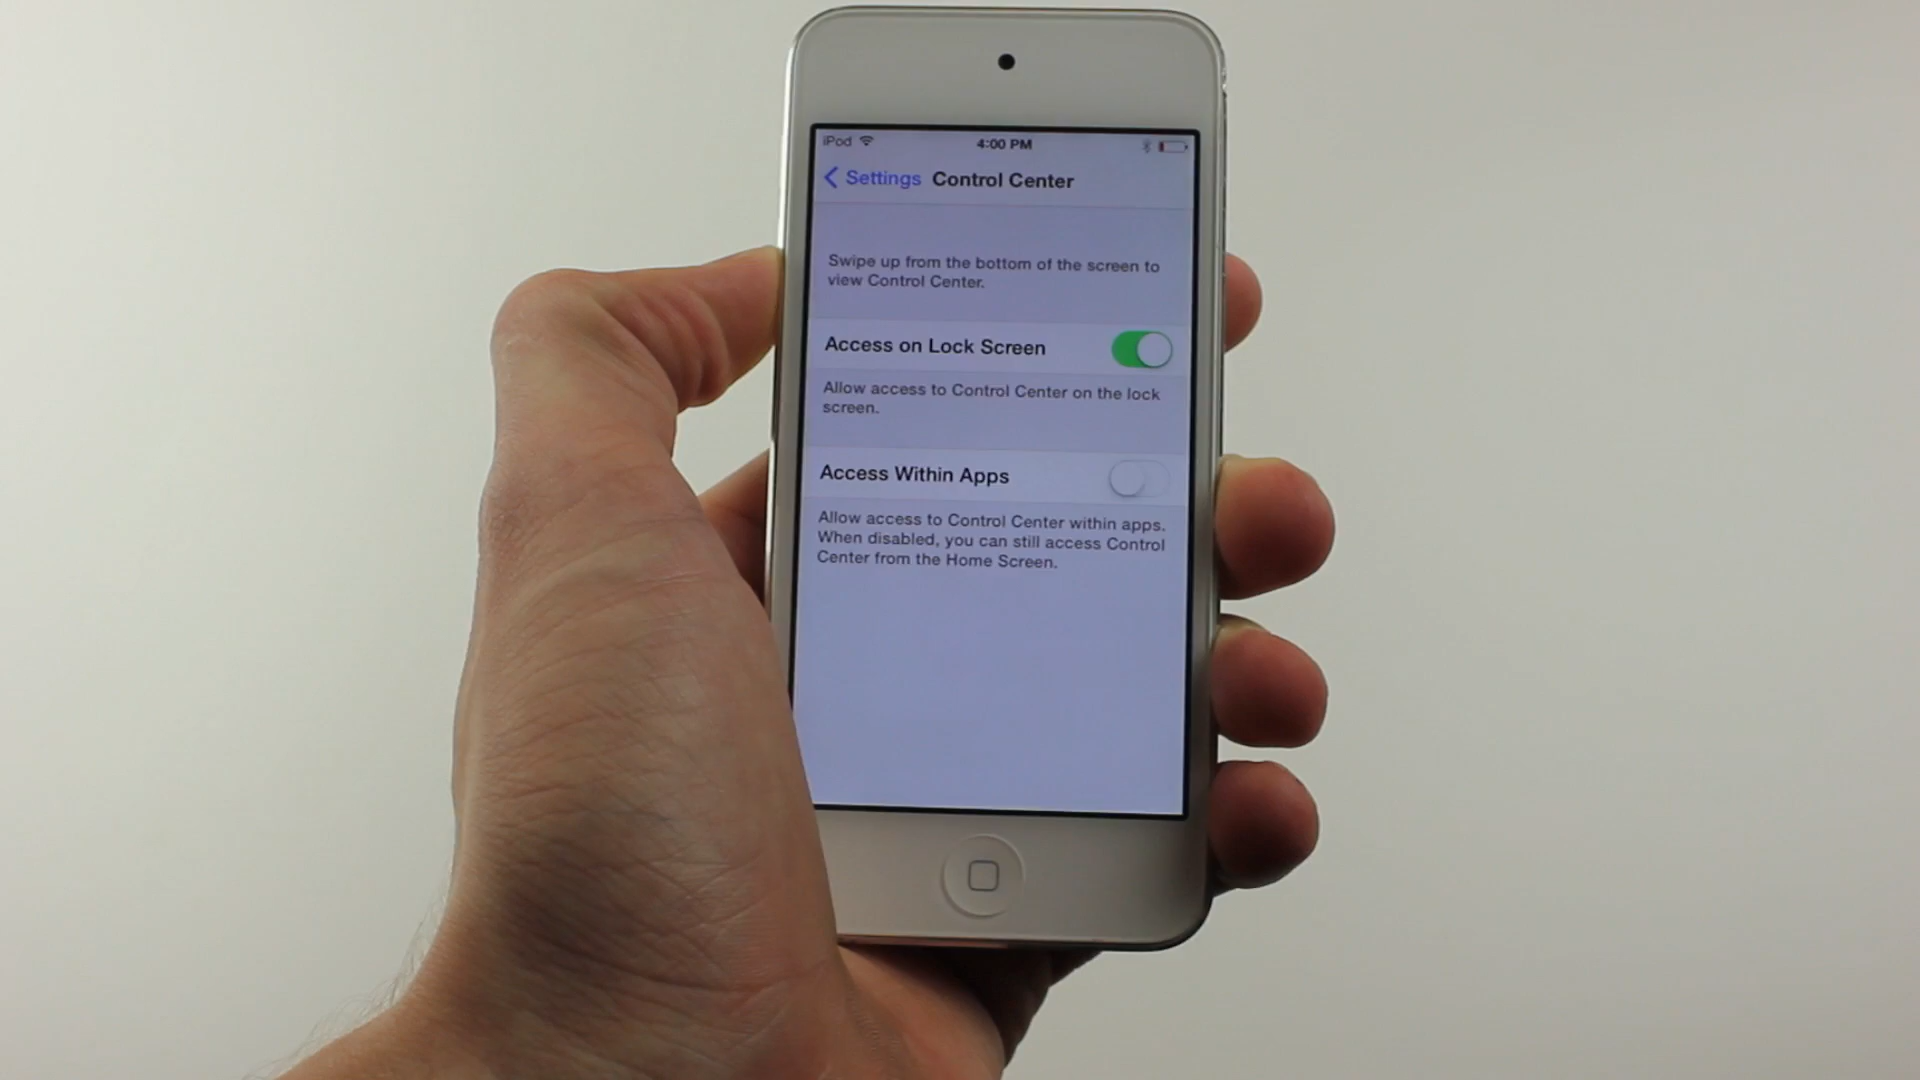 iPod
4:00 PM
Settings Control Center
Swipe up from the bottom of the screen to
view Control Center.
Access on Lock Screen
Allow access to Control Center on the lock
screen.
Access Within Apps
Allow access to Control Center within apps.
When disabled, you can still access Control
Center from the Home Screen.